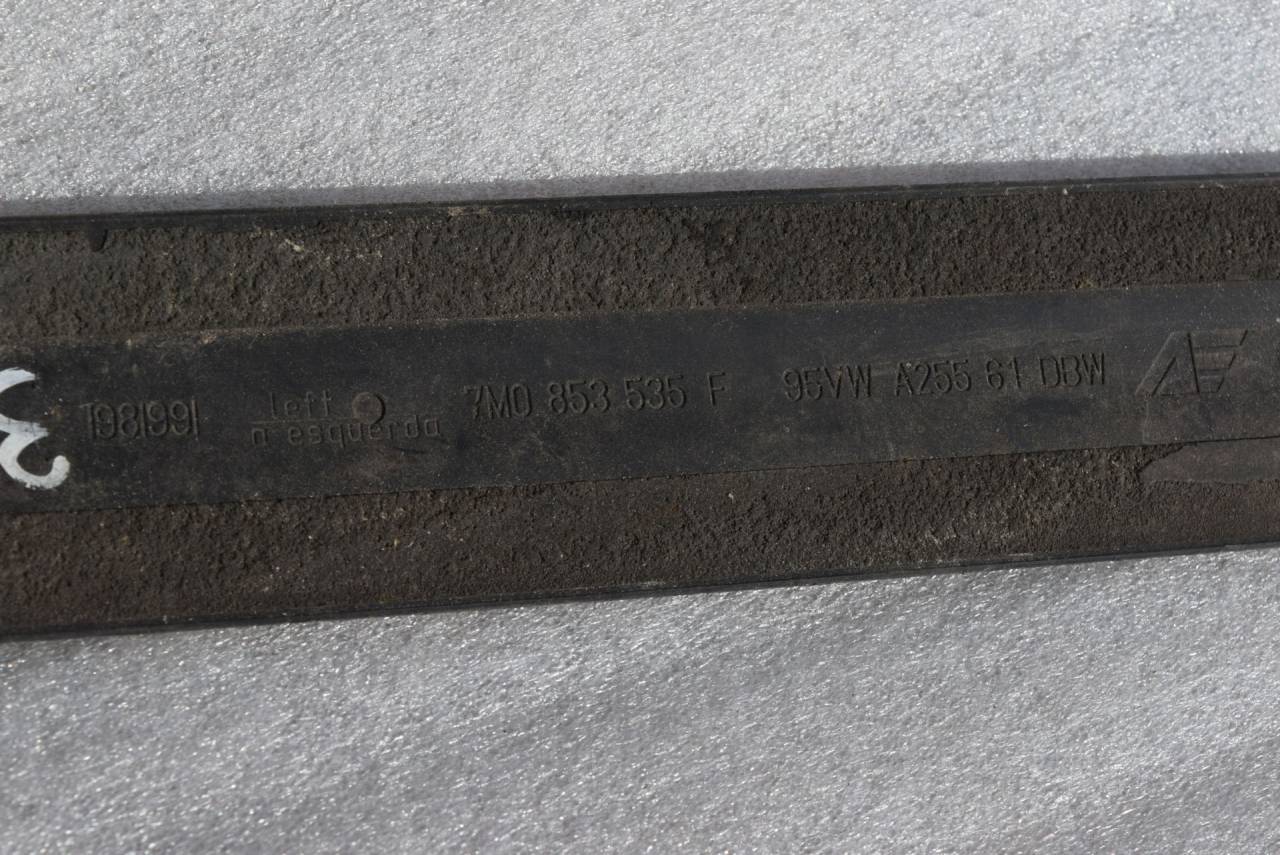 1981991
left
n esquerda
7M0 853 535 F
95VW A255 61 DBW